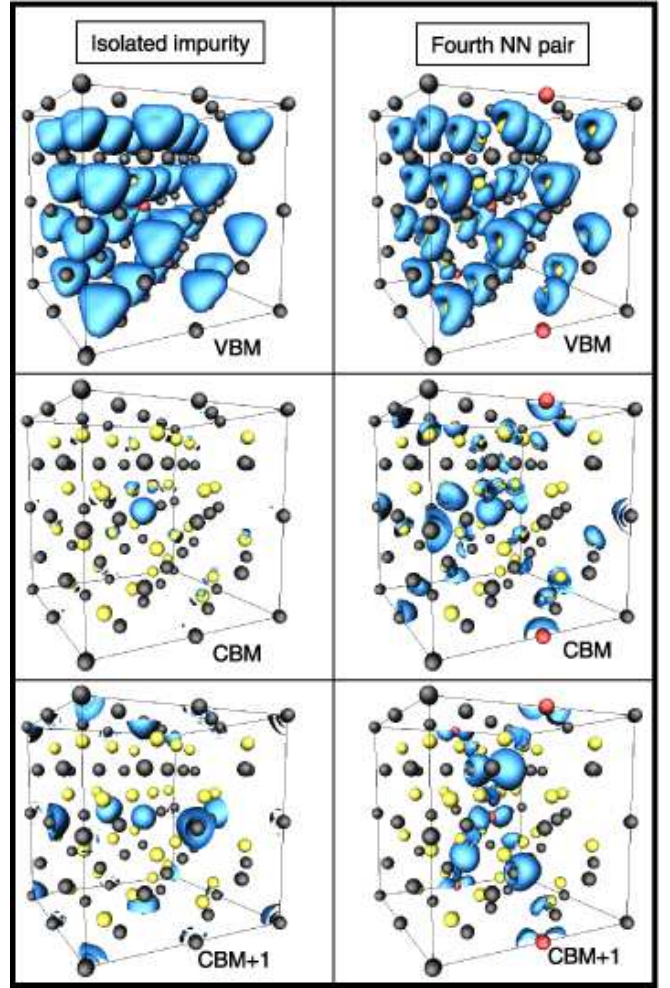 Isolated impurity
Fourth NN pair
VBM
VBM
CBM
CBM
CBM+1
CBM+1